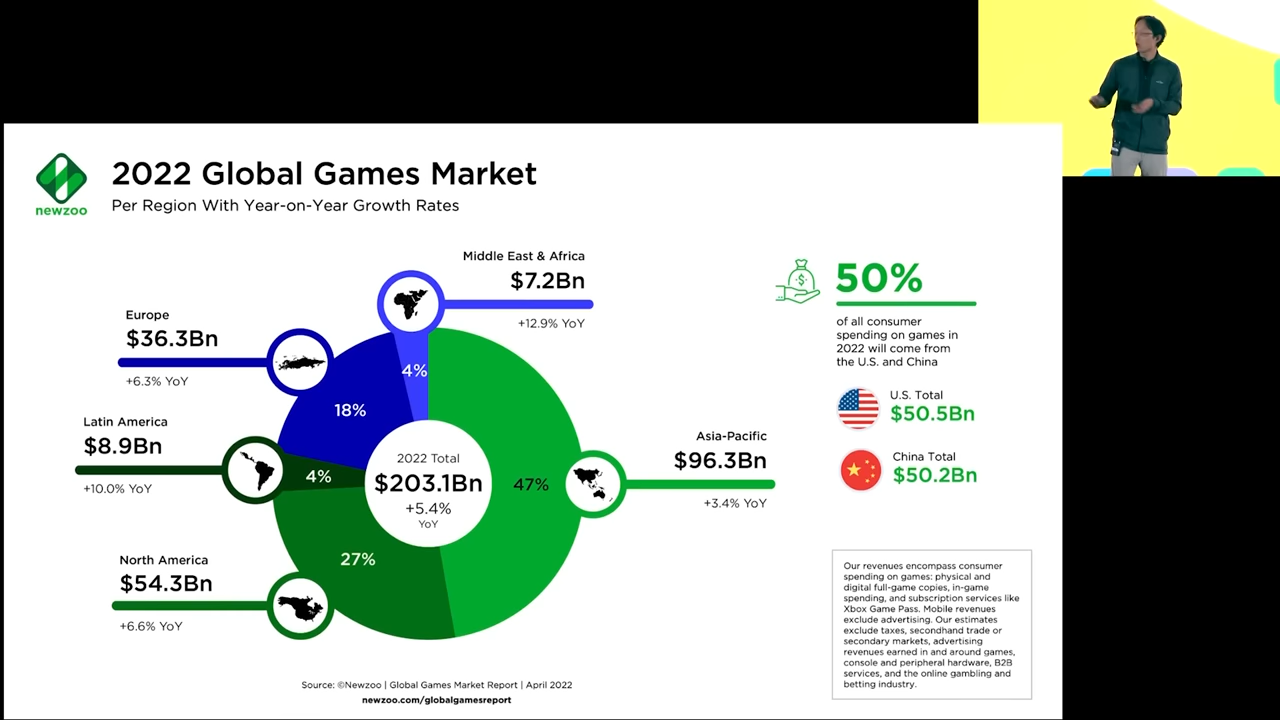 2022 Global Games Market
Per Region With Year-on-Year Growth Rates
newzoo
Middle East & Africa
$7.2Bn
+12.9% YoY
Europe
$36.3Bn
+6.3% YoY
Latin America
$8.9Bn
+10.0% YoY
North America
$54.3Bn
+6.6% YoY
4%
18%
4%
27%
47%
2022 Total
$203.1Bn
+5.4%
YoY
Asia-Pacific
$96.3Bn
+3.4% YoY
$
50%
of all consumer
spending on games in
2022 will come from
the U.S. and China
U.S. Total
$50.5Bn
China Total
$50.2Bn
Our revenues encompass consumer
spending on games: physical and
digital full-game copies, in-game
spending, and subscription services like
Xbox Game Pass. Mobile revenues
exclude advertising. Our estimates
exclude taxes, secondhand trade or
secondary markets, advertising
revenues earned in and around games,
console and peripheral hardware, B2B
services, and the online gambling and
betting industry.
Source: ©Newzoo | Global Games Market Report | April 2022
newzoo.com/globalgamesreport